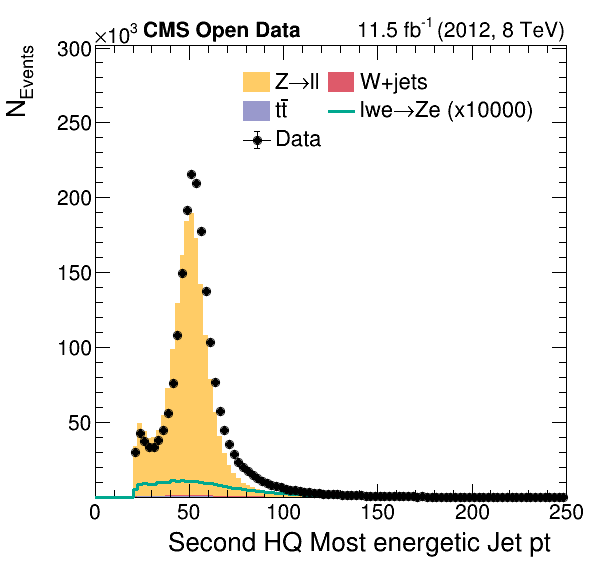 ×10³ CMS Open Data 11.5 fb⁻¹ (2012, 8 TeV)
N_Events
300
250
200
150
100
50
Z→ll W+jets
tt̄ lwe→Ze (x10000)
Data
0 50 100 150 200 250
Second HQ Most energetic Jet pt